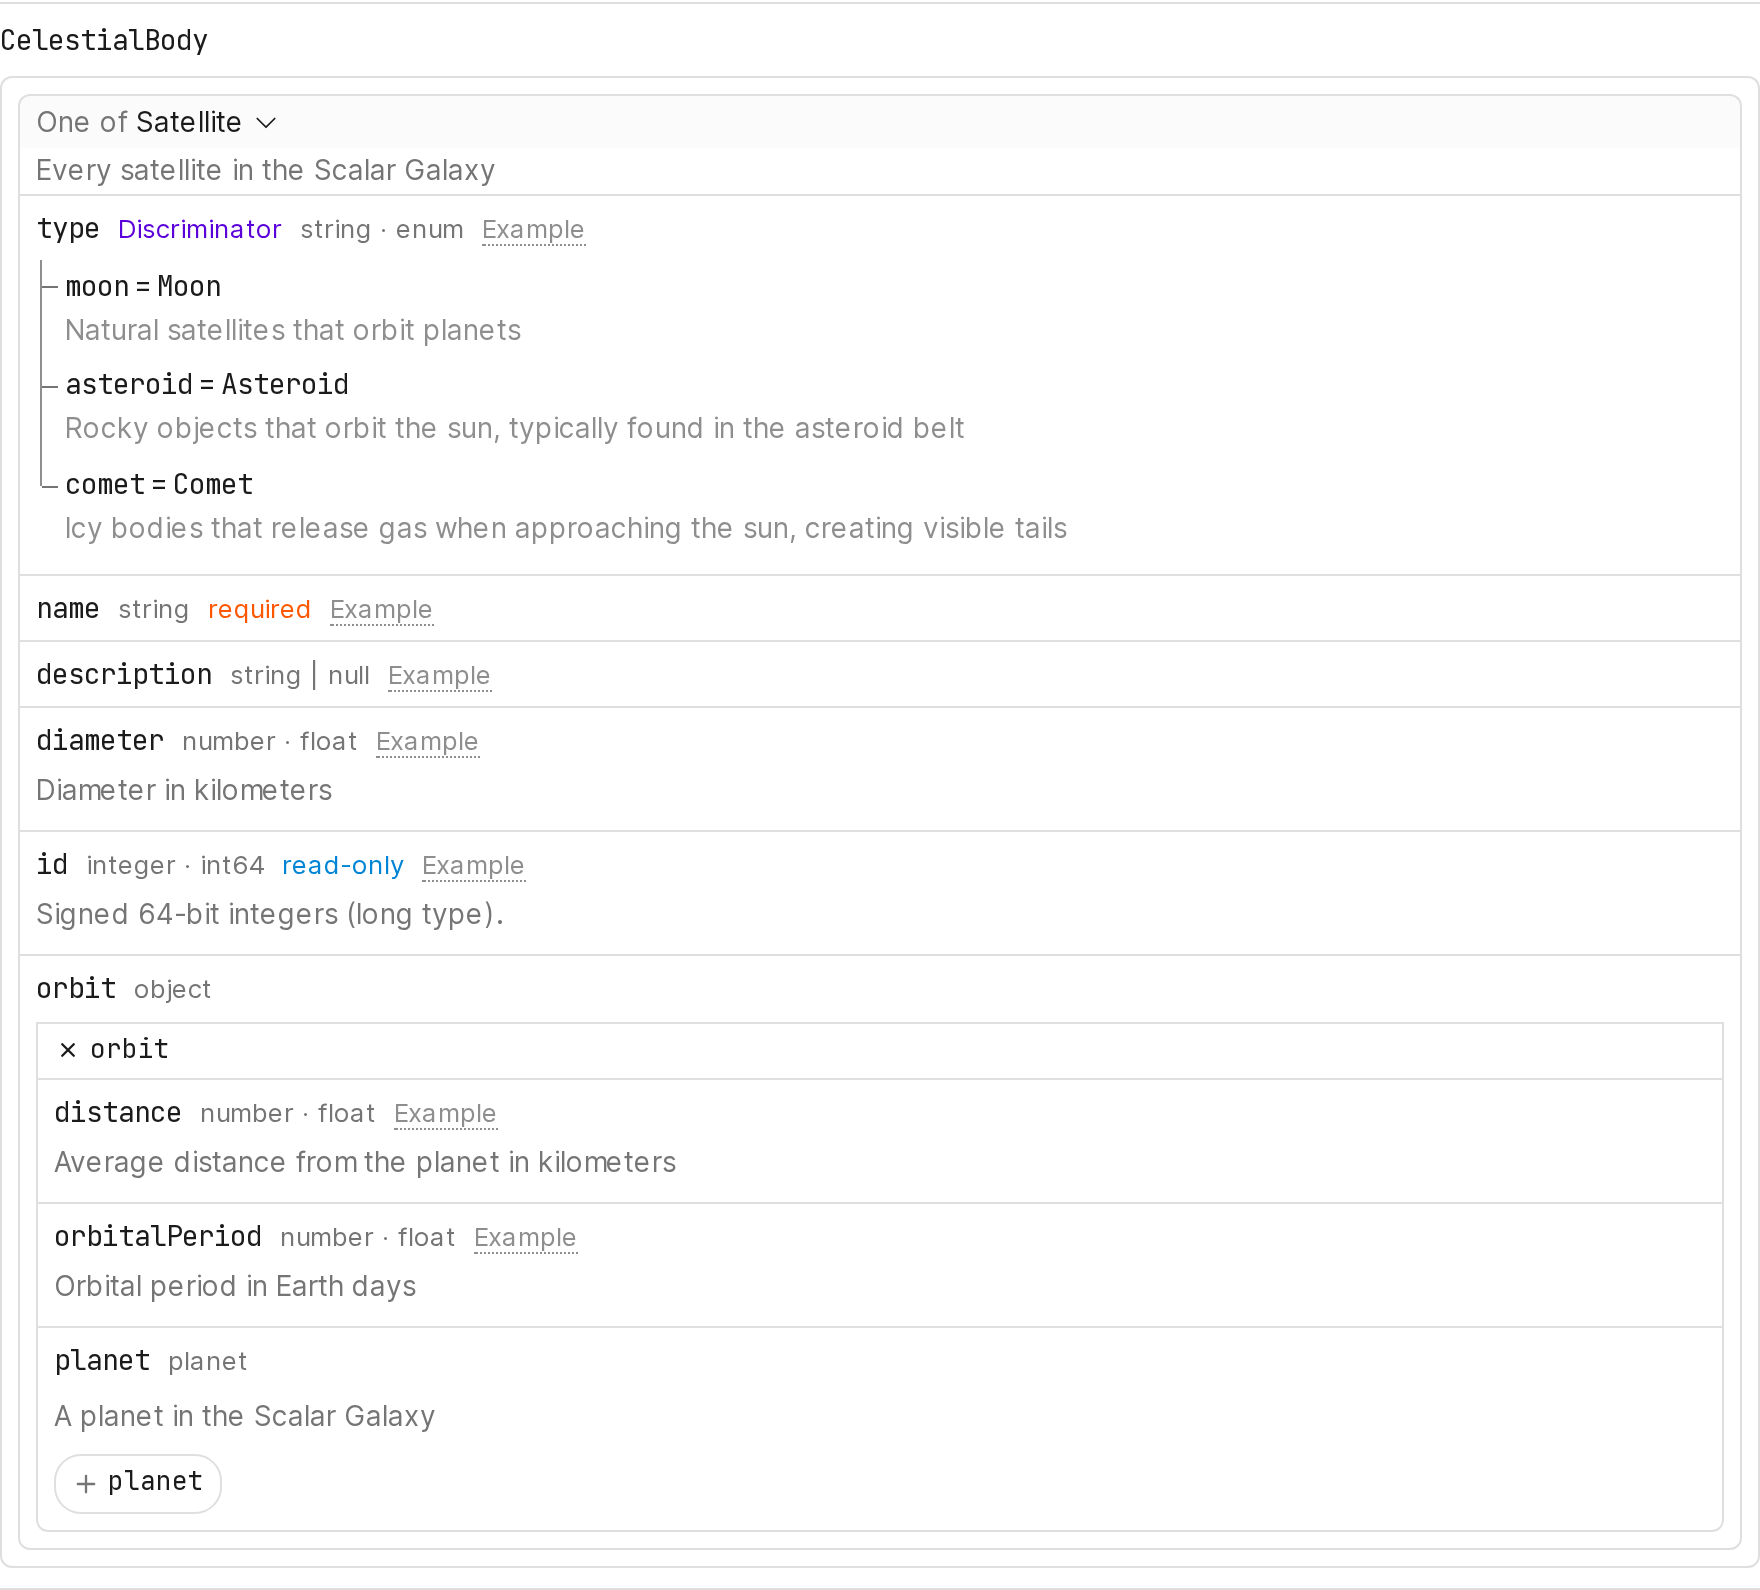 CelestialBody
One of Satellite
Every satellite in the Scalar Galaxy
type Discriminator string · enum Example
moon = Moon
Natural satellites that orbit planets
asteroid = Asteroid
Rocky objects that orbit the sun, typically found in the asteroid belt
comet = Comet
Icy bodies that release gas when approaching the sun, creating visible tails
name string required Example
description string | null Example
diameter number · float Example
Diameter in kilometers
id integer · int64 read-only Example
Signed 64-bit integers (long type).
orbit object
× orbit
distance number · float Example
Average distance from the planet in kilometers
orbitalPeriod number · float Example
Orbital period in Earth days
planet planet
A planet in the Scalar Galaxy
+ planet